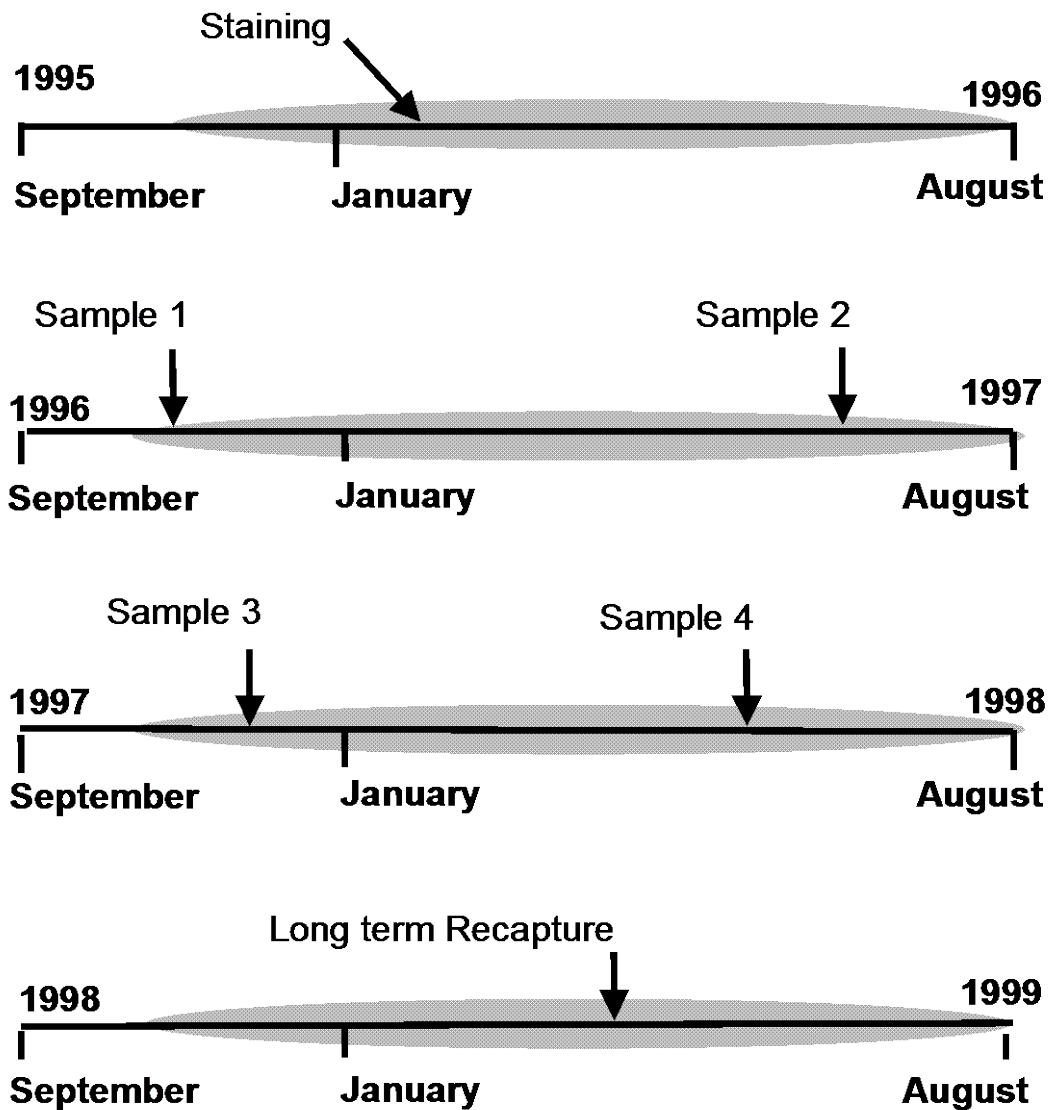 Staining
1995
1996
September
January
August
Sample 1
Sample 2
1996
1997
September
January
August
Sample 3
Sample 4
1997
1998
September
January
August
Long term Recapture
1998
1999
September
January
August